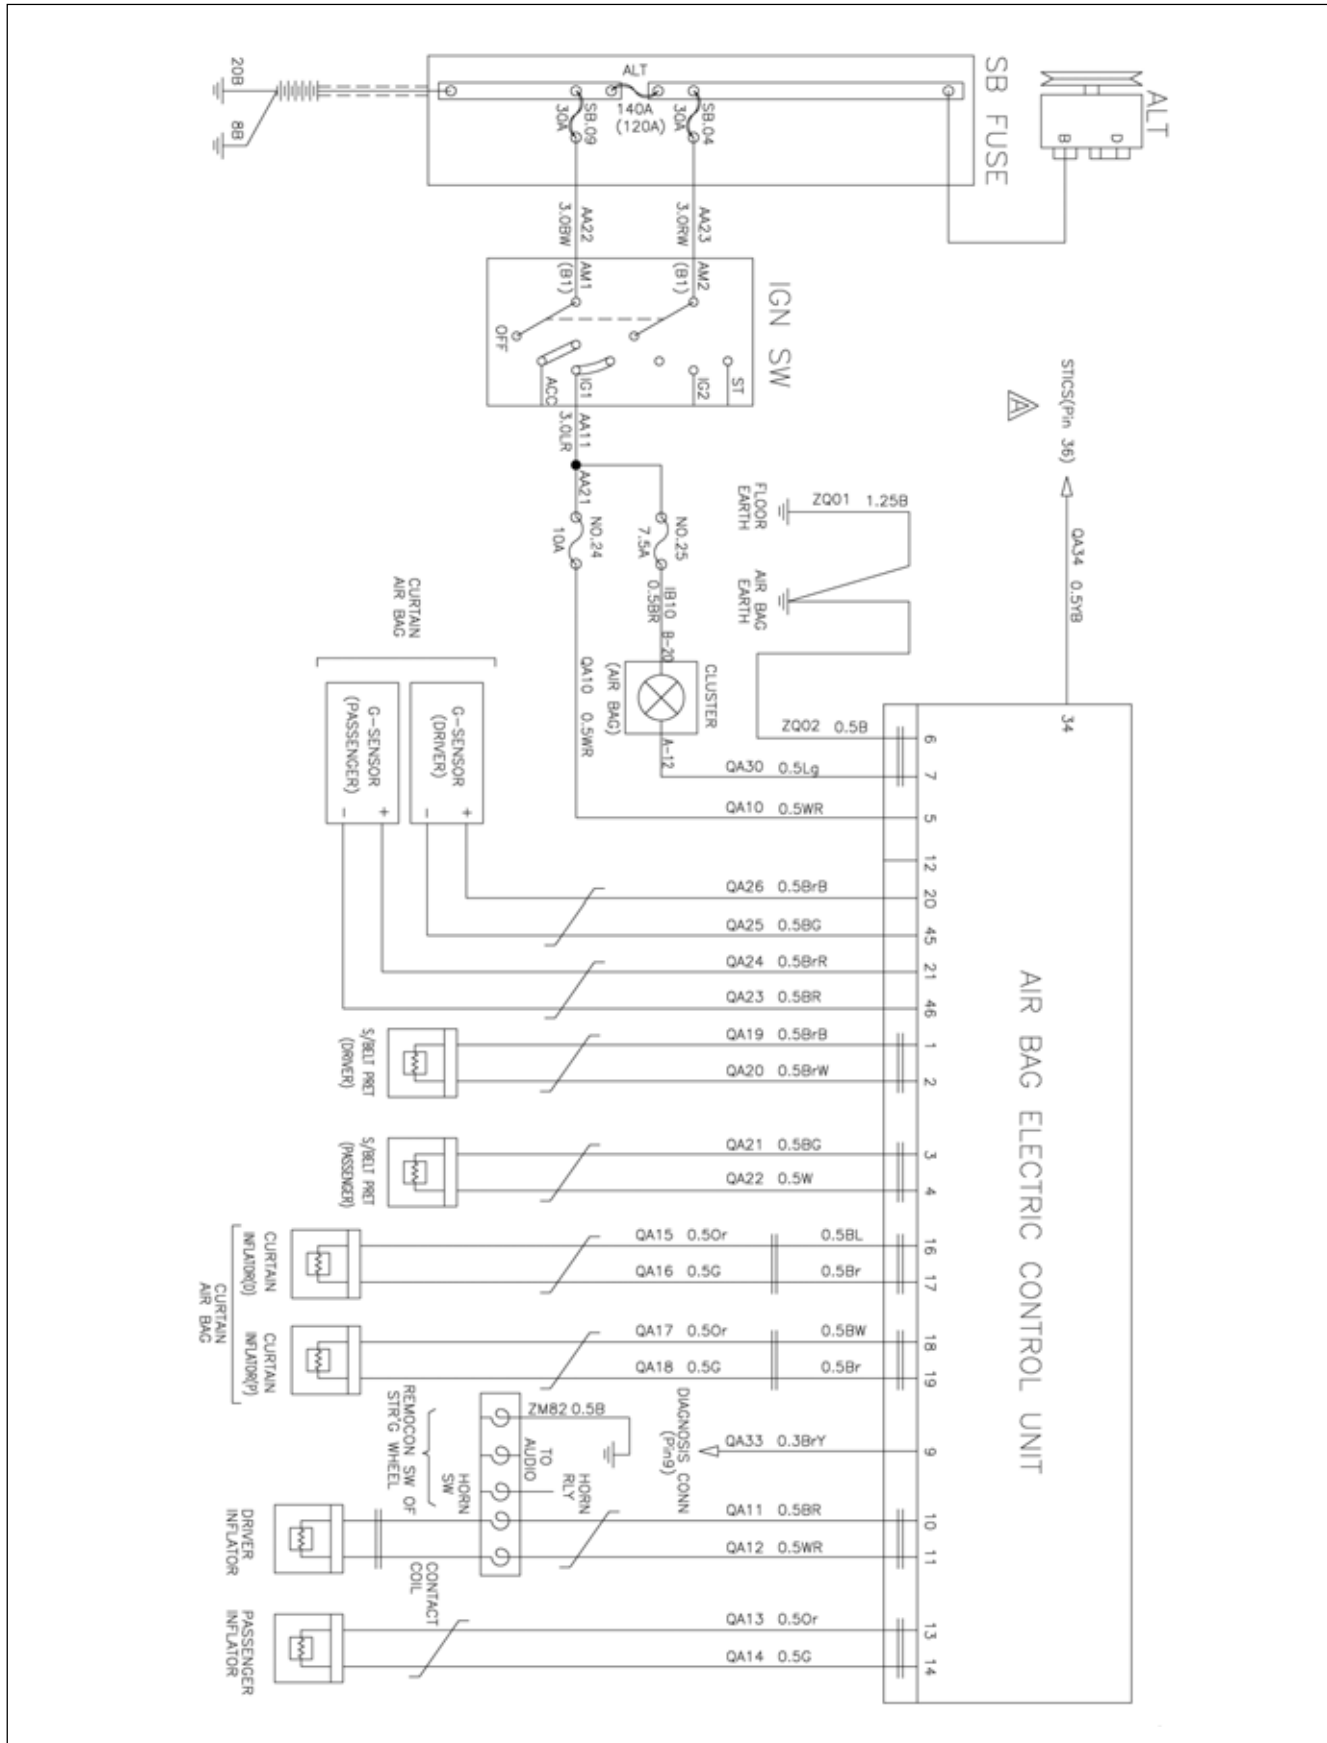 ALT
B
D
SB FUSE
ALT
140A
(120A)
SB.04
30A
SB.09
30A
20B
8B
AA23
3.0RW
AA22
3.0BW
IGN SW
AM2
(B1)
AM1
(B1)
OFF
ACC
IG1
IG2
ST
AA11
3.0LR
AA21
NO.24
10A
NO.25
7.5A
IB10
0.5BR
B-20
CLUSTER
(AIR BAG)
A-12
QA10 0.5WR
FLOOR
EARTH
ZQ01 1.25B
AIR BAG
EARTH
STICS(Pin 36)
A
QA34 0.5YB
34
AIR BAG ELECTRIC CONTROL UNIT
ZQ02 0.5B
6
QA30 0.5Lg
7
QA10 0.5WR
5
12
CURTAIN
AIR BAG
G-SENSOR
(DRIVER)
+
-
G-SENSOR
(PASSENGER)
+
-
QA26 0.5BrB
20
QA25 0.5BG
45
QA24 0.5BrR
21
QA23 0.5BR
46
S/BELT PRET
(DRIVER)
QA19 0.5BrB
1
QA20 0.5BrW
2
S/BELT PRET
(PASSENGER)
QA21 0.5BG
3
QA22 0.5W
4
CURTAIN
INFLATOR(D)
QA15 0.5Or
0.5BL
16
QA16 0.5G
0.5Br
17
CURTAIN
AIR BAG
CURTAIN
INFLATOR(P)
QA17 0.5Or
0.5BW
18
QA18 0.5G
0.5Br
19
REMOCON SW OF
STR'G WHEEL
ZM82 0.5B
TO
AUDIO
HORN
SW
HORN
RLY
DIAGNOSIS CONN
(Pin9)
QA33 0.3BrY
9
DRIVER
INFLATOR
CONTACT
COIL
QA11 0.5BR
10
QA12 0.5WR
11
PASSENGER
INFLATOR
QA13 0.5Or
13
QA14 0.5G
14